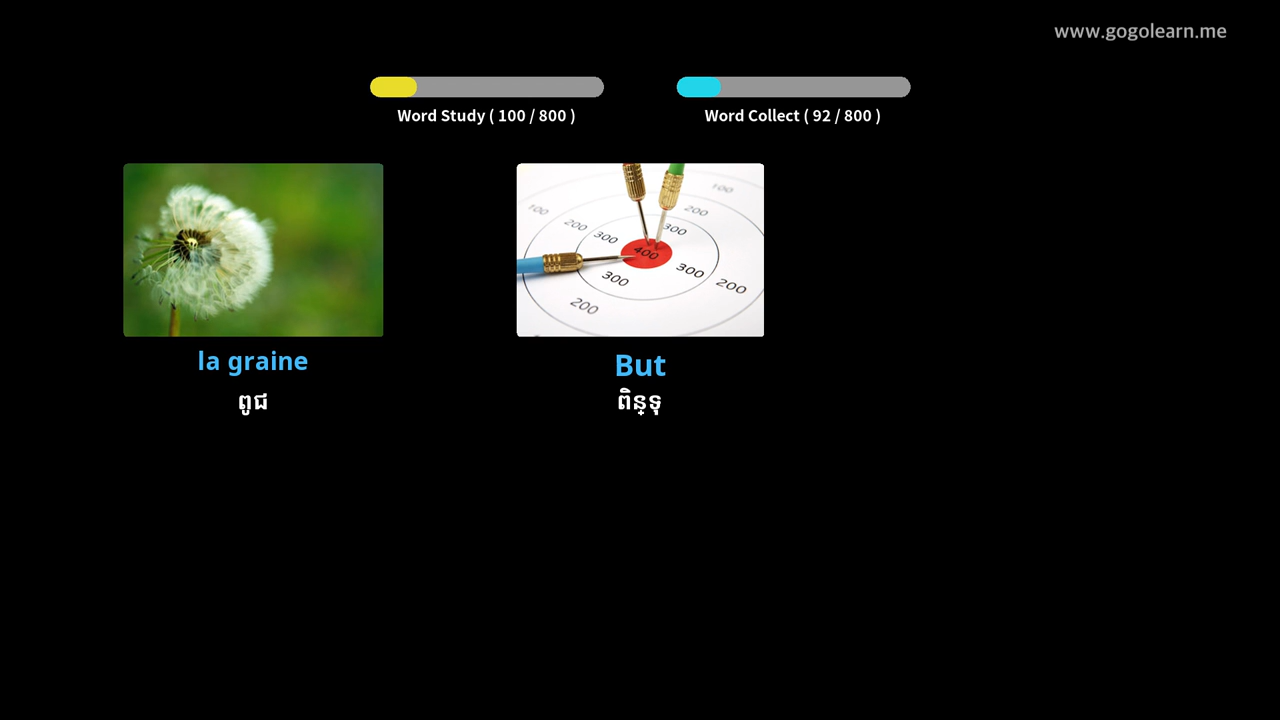 www.gogolearn.me
Word Study ( 100 / 800 )
Word Collect ( 92 / 800 )
100
200
300
400
300
200
100
300
200
300
200
la graine
But
ពូជ
ពិន្ទុ